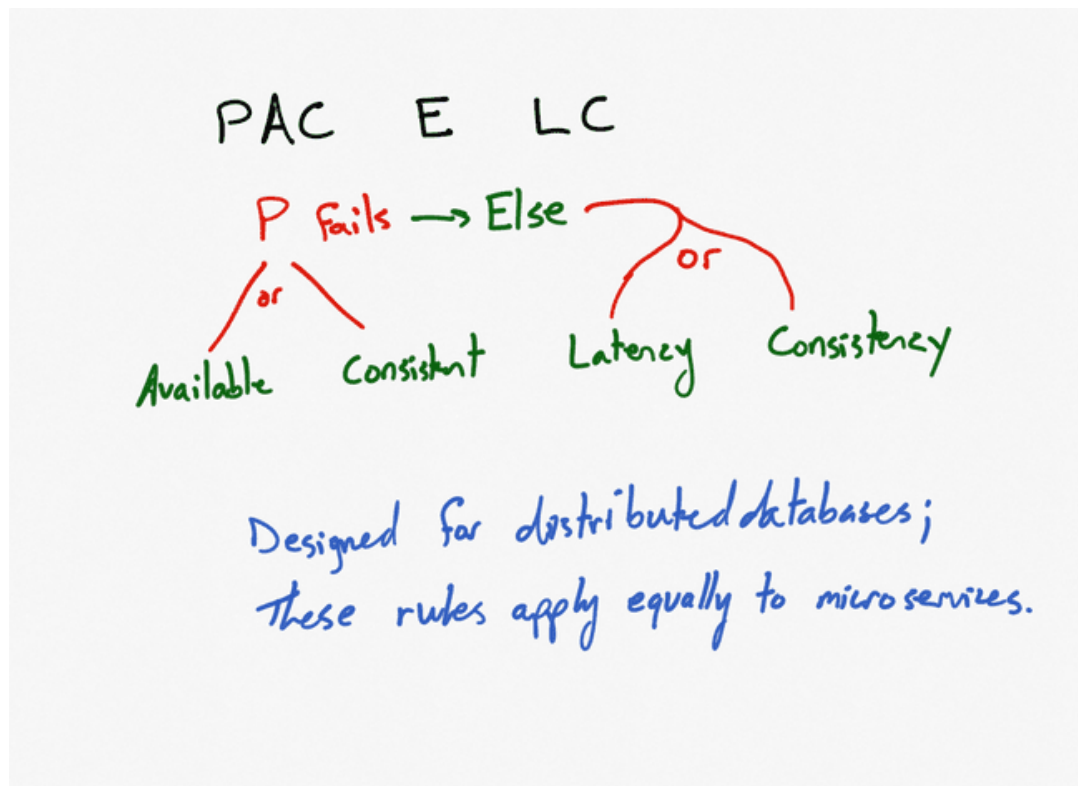 PAC E LC
P Fails → Else
or
or
Available Consistent Latency Consistency
Designed for distributed databases;
These rules apply equally to microservices.